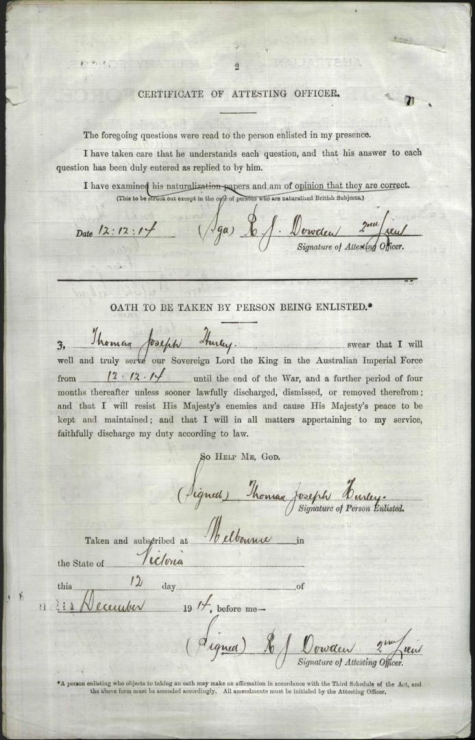 2
CERTIFICATE OF ATTESTING OFFICER.
7
The foregoing questions were read to the person enlisted in my presence.
I have taken care that he understands each question, and that his answer to each
question has been duly entered as replied to by him.
I have examined his naturalization papers and am of opinion that they are correct.
(This to be struck out except in the case of persons who are naturalized British Subjects.)
Date 12.12.14 (Sgd) R J. Dowden 2nd Lieu
Signature of Attesting Officer.
OATH TO BE TAKEN BY PERSON BEING ENLISTED.*
3, Thomas Joseph Hurley. swear that I will
well and truly serve our Sovereign Lord the King in the Australian Imperial Force
from 12.12.14 until the end of the War, and a further period of four
months thereafter unless sooner lawfully discharged, dismissed, or removed therefrom;
and that I will resist His Majesty's enemies and cause His Majesty's peace to be
kept and maintained; and that I will in all matters appertaining to my service,
faithfully discharge my duty according to law.
SO HELP ME, GOD.
(Signed) Thomas Joseph Hurley.
Signature of Person Enlisted.
Taken and subscribed at Melbourne in
the State of Victoria
this 12 day of
December 1914, before me—
(Signed) R J Dowden 2nd Lieu
Signature of Attesting Officer.
*A person enlisting who objects to taking an oath may make an affirmation in accordance with the Third Schedule of the Act, and
the above form must be amended accordingly. All amendments must be initialed by the Attesting Officer.